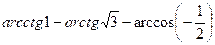 arcctg1 − arctg√3 − arccos(−1/2)